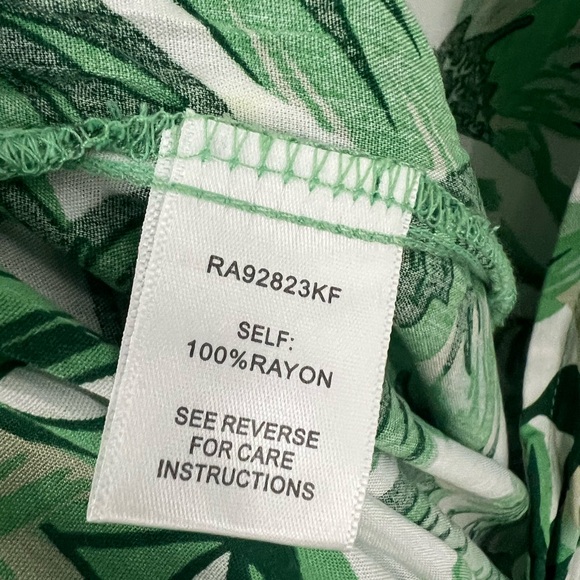 RA92823KF
SELF:
100%RAYON
SEE REVERSE
FOR CARE
INSTRUCTIONS